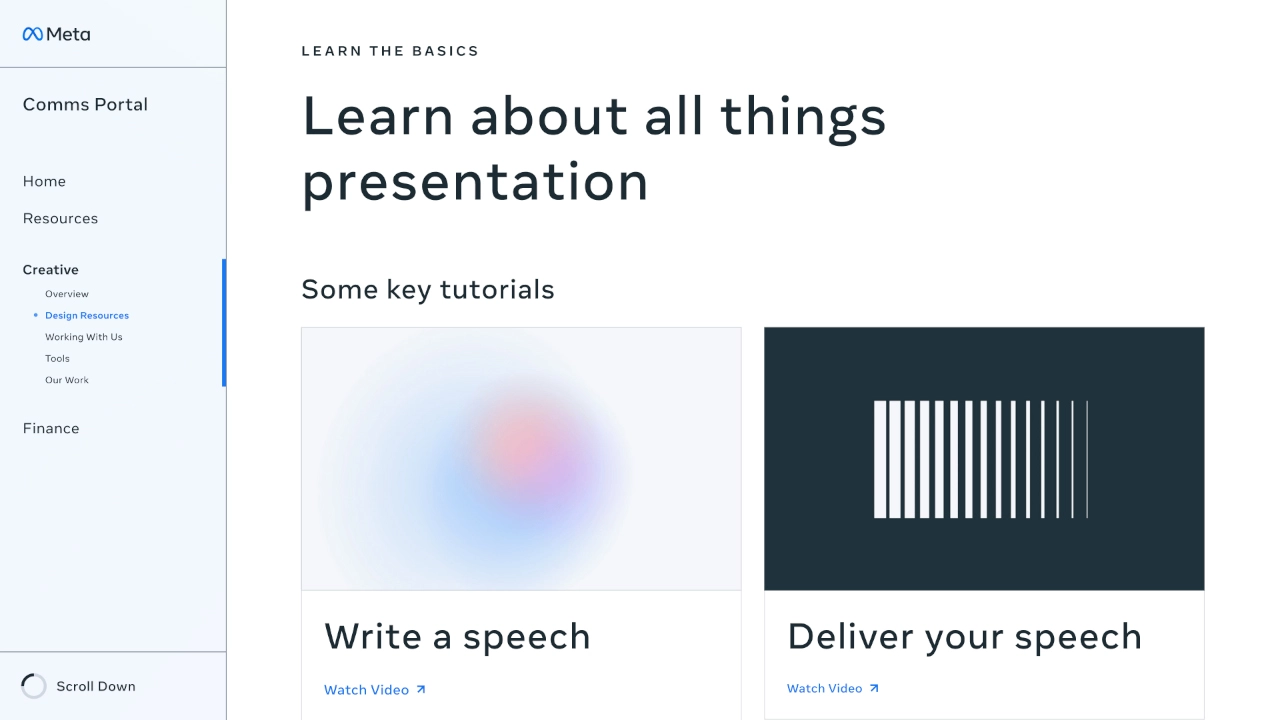 Meta
Comms Portal
Home
Resources
Creative
Overview
Design Resources
Working With Us
Tools
Our Work
Finance
Scroll Down
LEARN THE BASICS
Learn about all things
presentation
Some key tutorials
Write a speech
Watch Video
Deliver your speech
Watch Video